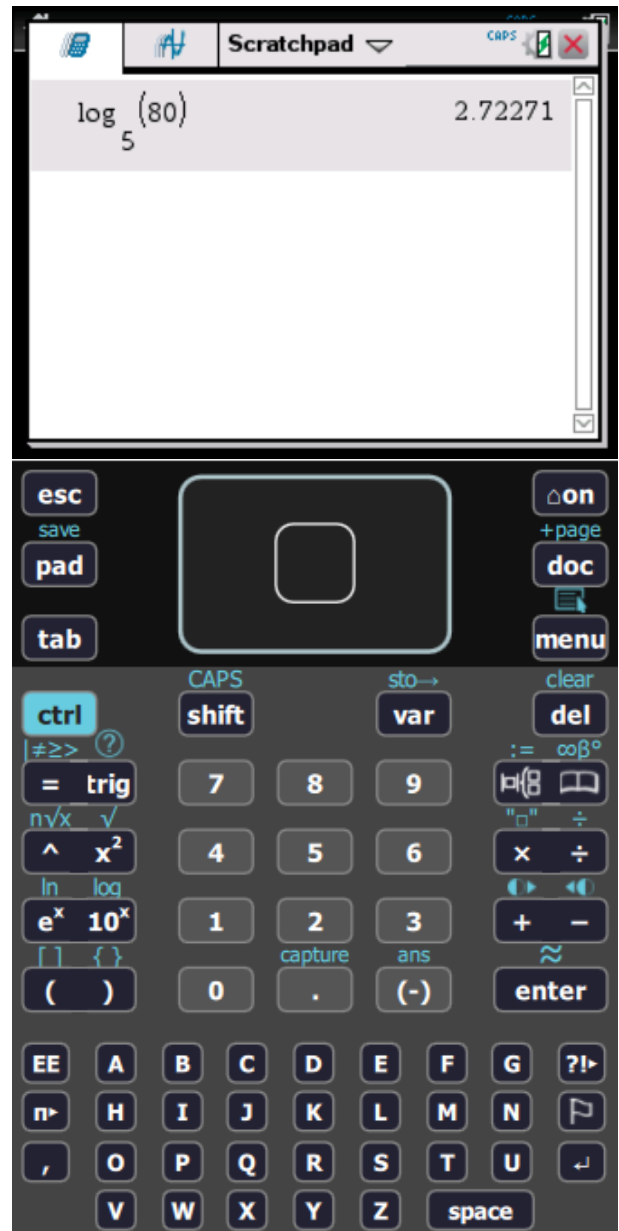 Scratchpad CAPS
log₅(80) 2.72271
esc ⌂on
save +page
pad doc
tab menu
CAPS sto→ clear
ctrl shift var del
|≠≥> ? := ∞β°
= trig 7 8 9
n√x √ "□" ÷
^ x² 4 5 6 × ÷
ln log
eˣ 10ˣ 1 2 3 + −
[ ] { } capture ans ≈
( ) 0 . (-) enter
EE A B C D E F G ?!▸
π▸ H I J K L M N
, O P Q R S T U ↵
V W X Y Z space